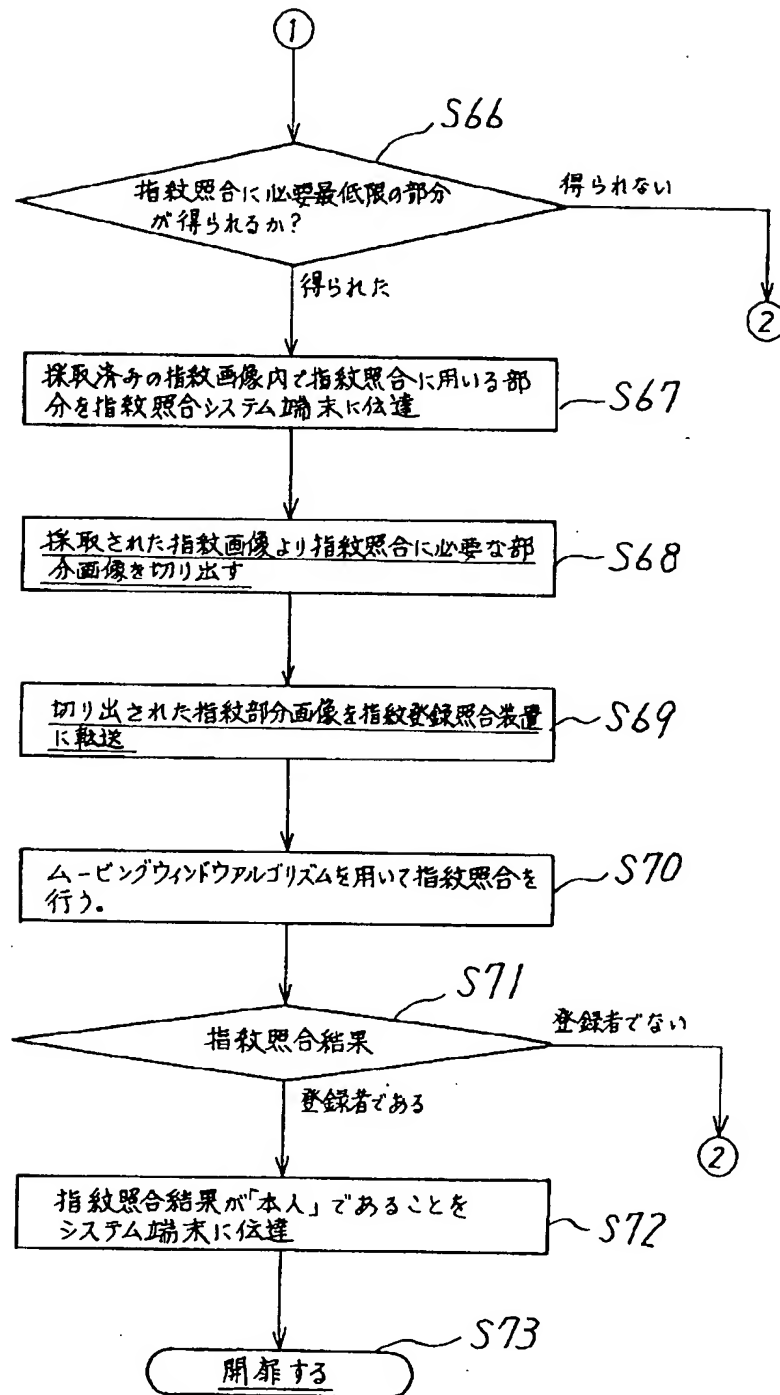 ①
S66
指紋照合に必要最低限の部分
が得られるか?
得られない
②
得られた
採取済みの指紋画像内で指紋照合に用いる部
分を指紋照合システム端末に伝達
S67
採取された指紋画像より指紋照合に必要な部
分画像を切り出す
S68
切り出された指紋部分画像を指紋登録照合装置
に転送
S69
ムービングウィンドウアルゴリズムを用いて指紋照合を
行う。
S70
S71
指紋照合結果
登録者でない
②
登録者である
指紋照合結果が「本人」であることを
システム端末に伝達
S72
S73
開扉する